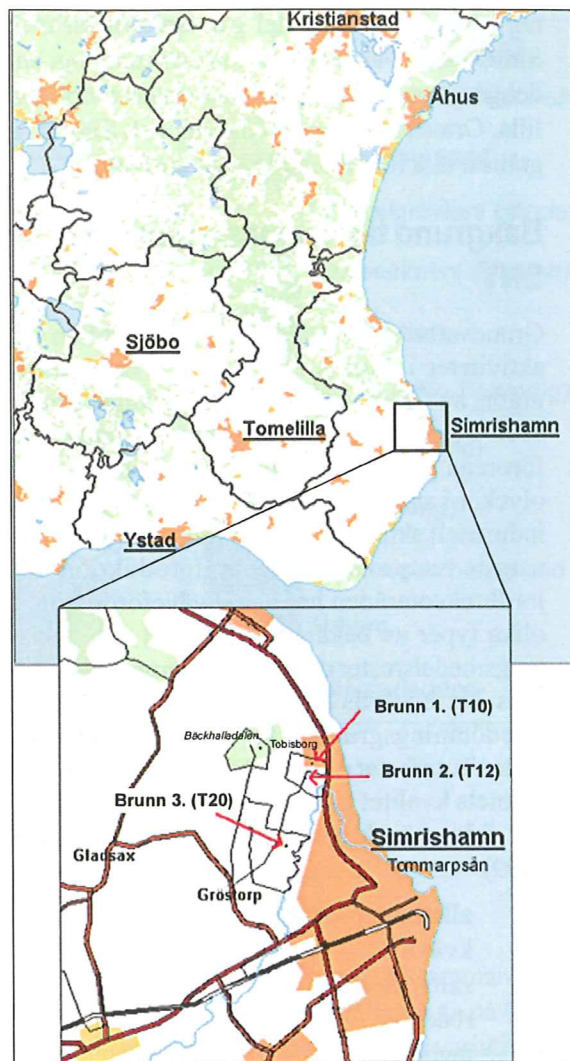 Kristianstad
Åhus
Sjöbo
Tomelilla
Simrishamn
Ystad
Brunn 1. (T10)
Bäckhalladalen
Tobisborg
Brunn 2. (T12)
Brunn 3. (T20)
Simrishamn
Gladsax
Tommarpsån
Gröstorp